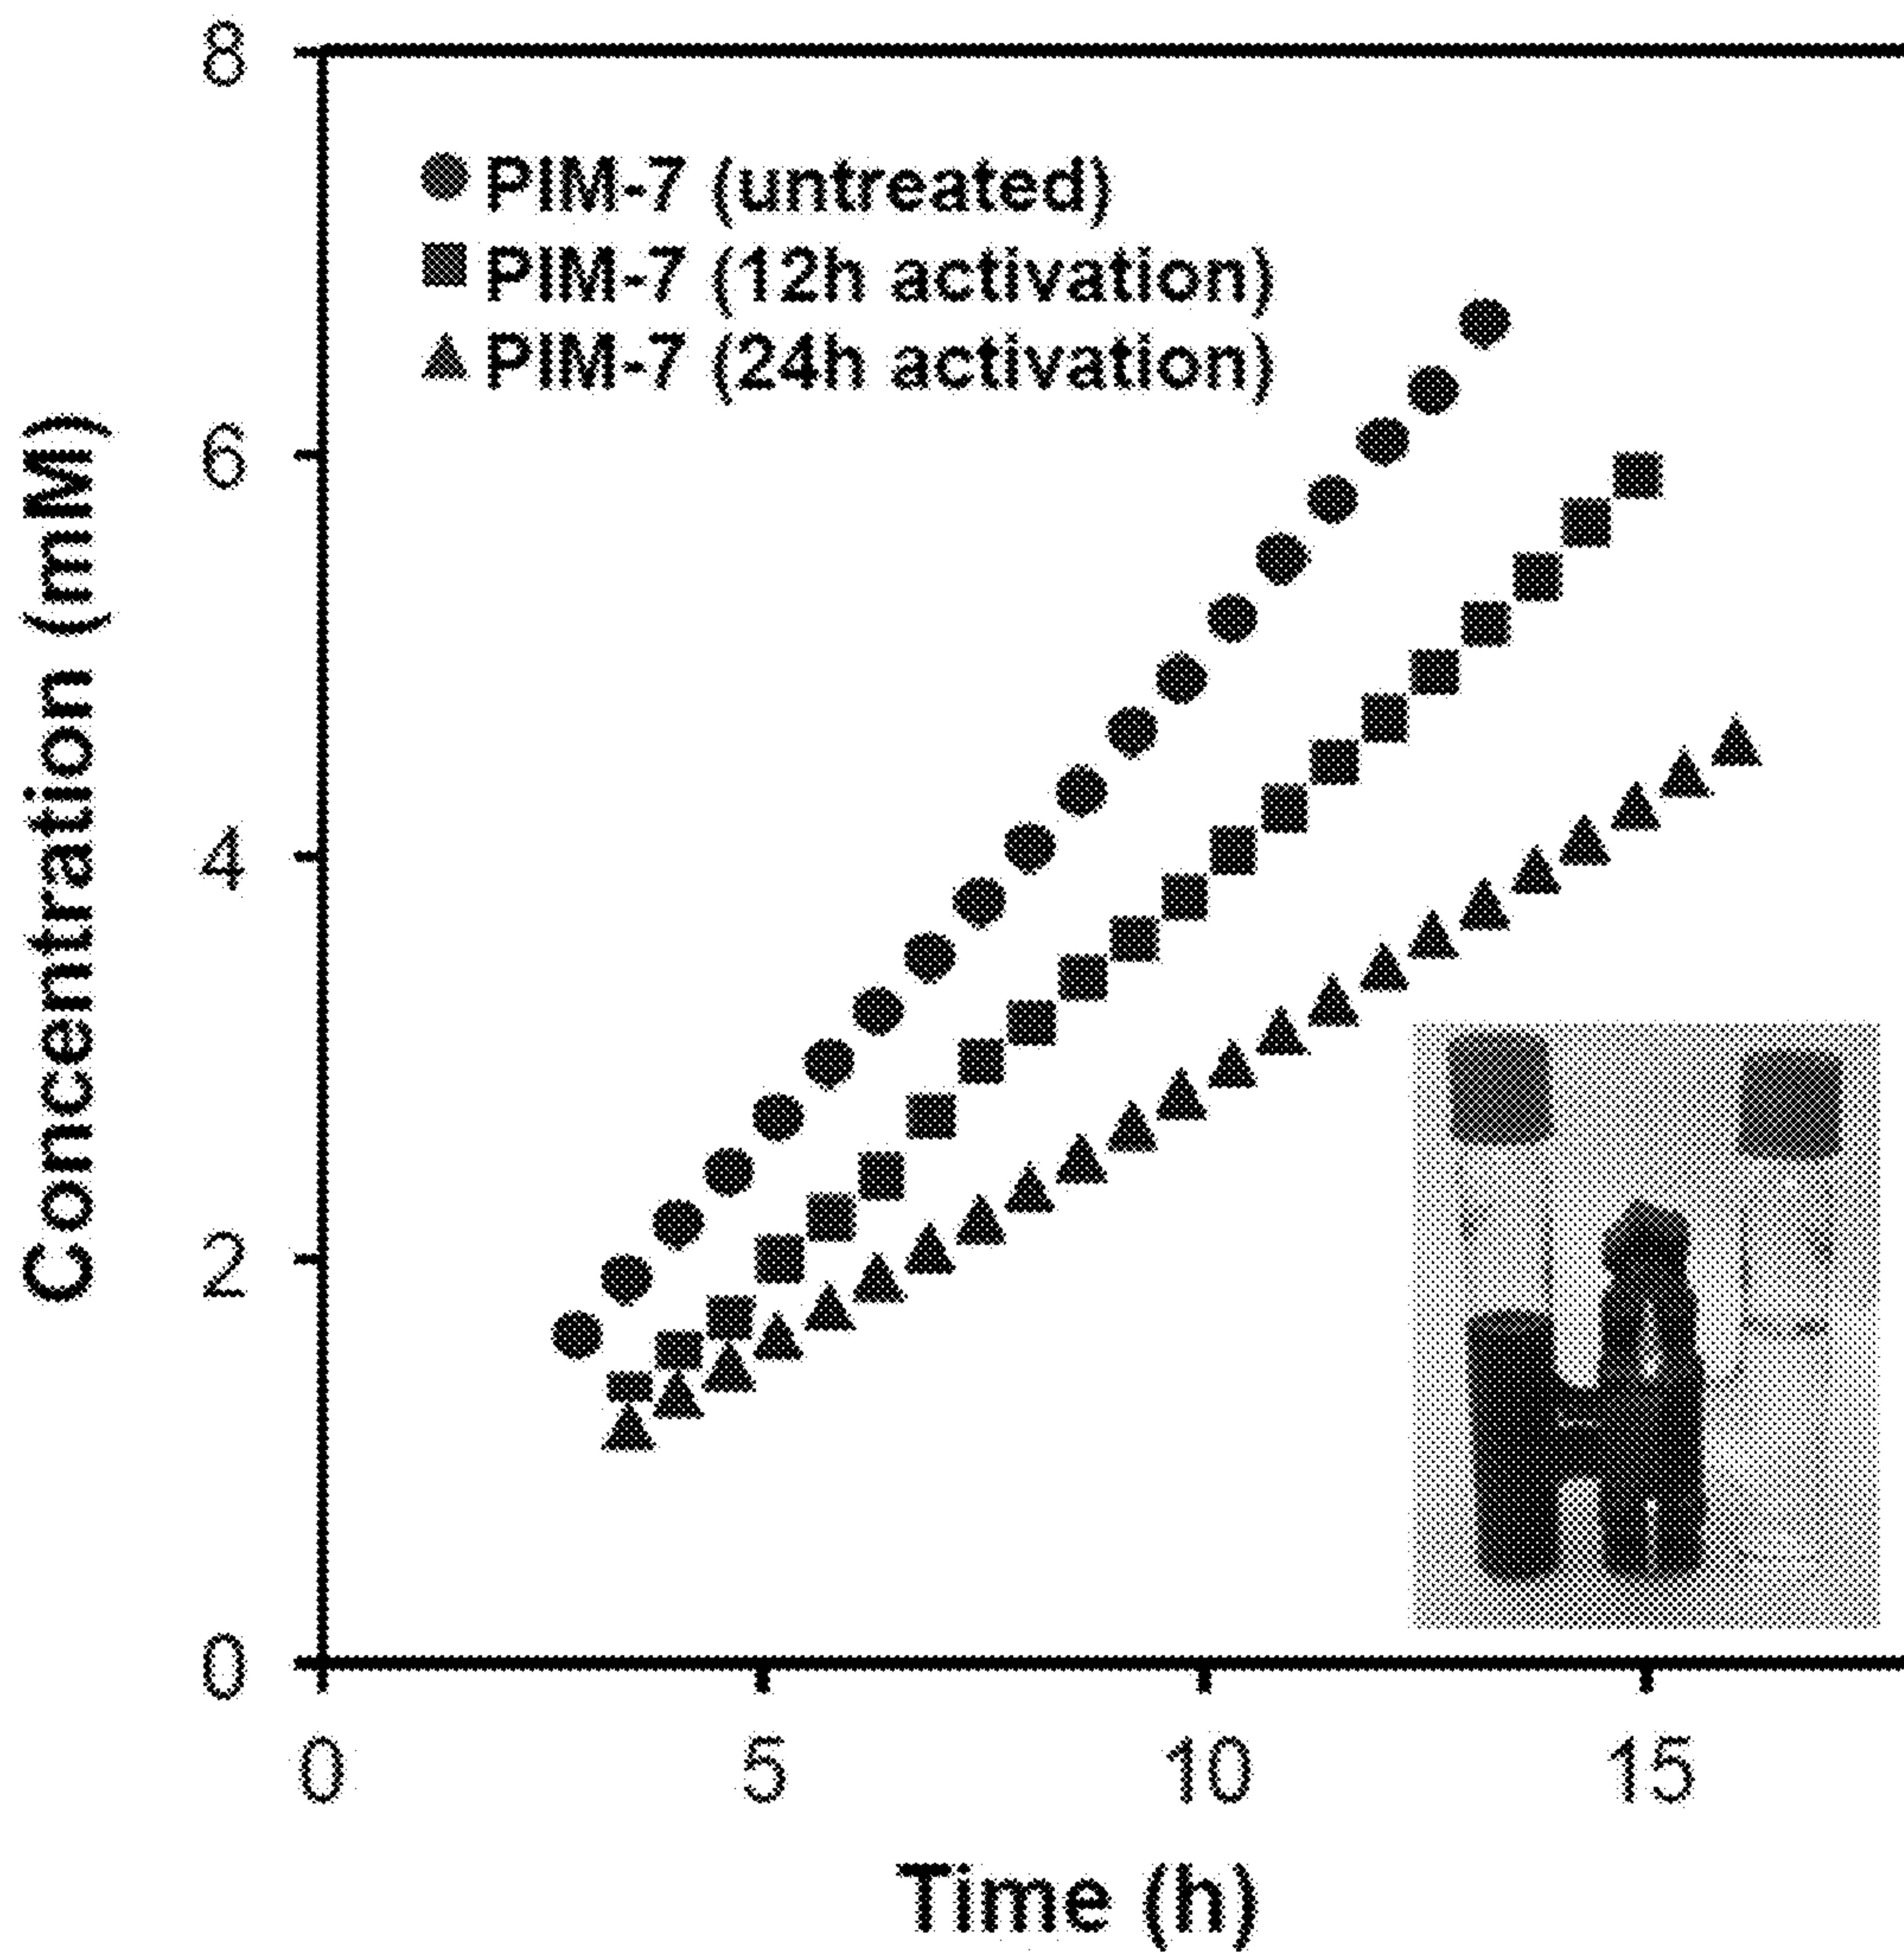 8
PIM-7 (untreated)
PIM-7 (12h activation)
PIM-7 (24h activation)
6
4
2
0
Concentration (mM)
0 5 10 15
Time (h)